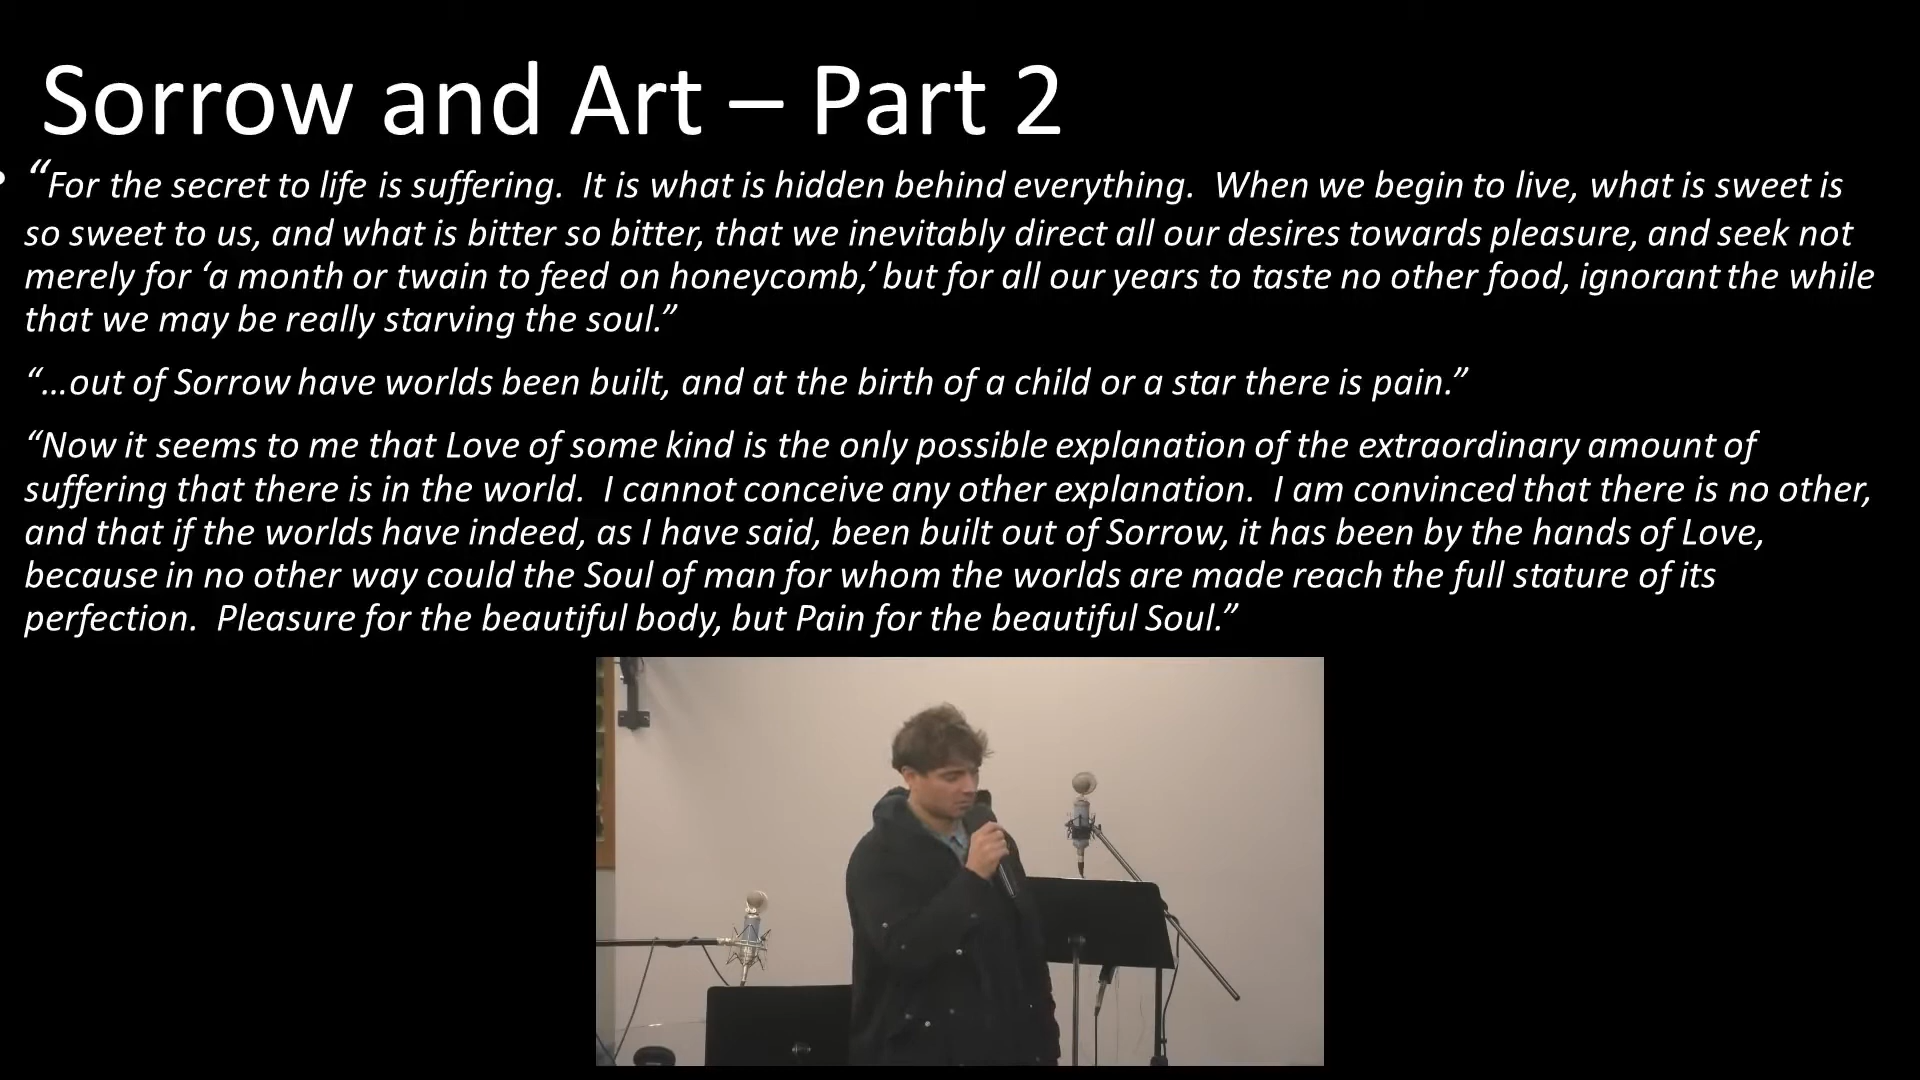 Sorrow and Art – Part 2
• “For the secret to life is suffering.  It is what is hidden behind everything.  When we begin to live, what is sweet is
so sweet to us, and what is bitter so bitter, that we inevitably direct all our desires towards pleasure, and seek not
merely for ‘a month or twain to feed on honeycomb,’ but for all our years to taste no other food, ignorant the while
that we may be really starving the soul.”
“…out of Sorrow have worlds been built, and at the birth of a child or a star there is pain.”
“Now it seems to me that Love of some kind is the only possible explanation of the extraordinary amount of
suffering that there is in the world.  I cannot conceive any other explanation.  I am convinced that there is no other,
and that if the worlds have indeed, as I have said, been built out of Sorrow, it has been by the hands of Love,
because in no other way could the Soul of man for whom the worlds are made reach the full stature of its
perfection.  Pleasure for the beautiful body, but Pain for the beautiful Soul.”